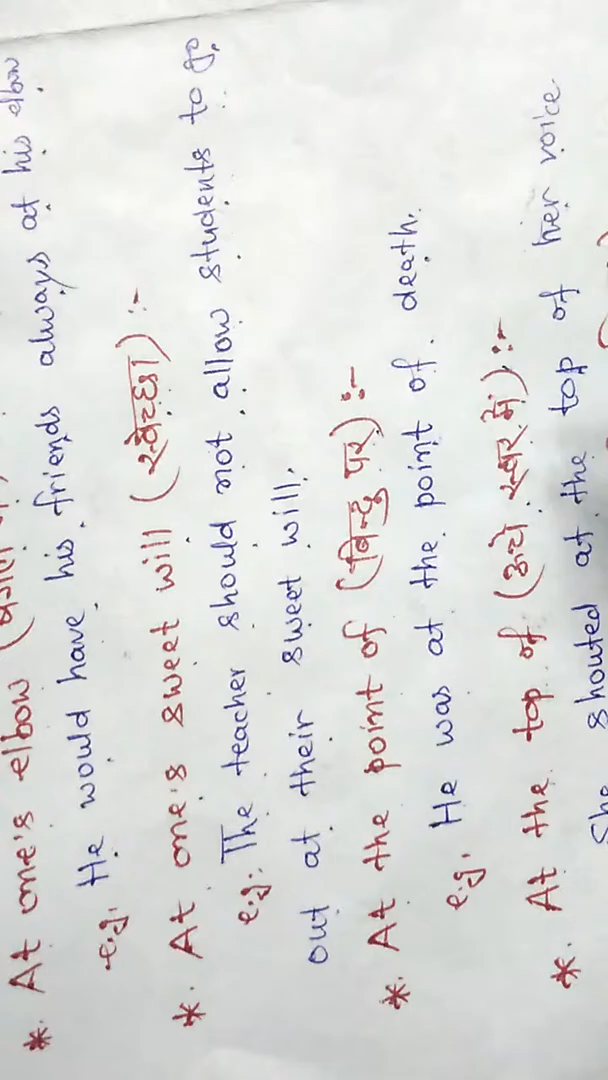 *. At one's elbow
e.g. He would have his friends always at his elbow
*. At one's sweet will (स्वेच्छा) :-
e.g. The teacher should not allow students to go
out at their sweet will.
*. At the point of (बिन्दु पर) :-
e.g. He was at the point of death.
*. At the top of (ऊंचे स्वर में) :-
She shouted at the top of her voice